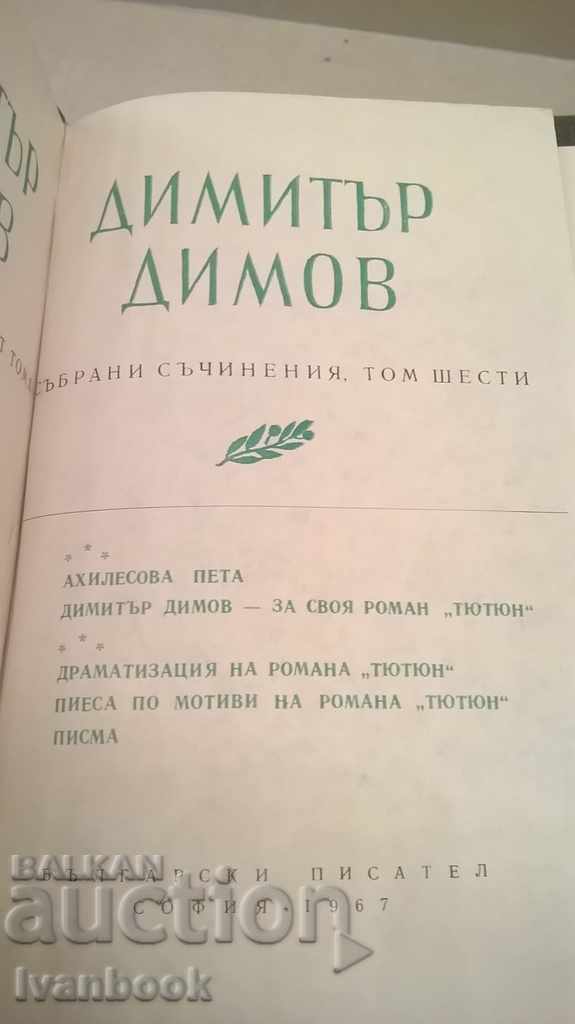 ДИМИТЪР
ДИМОВ
СЪБРАНИ СЪЧИНЕНИЯ, ТОМ ШЕСТИ
* * *
АХИЛЕСОВА ПЕТА
ДИМИТЪР ДИМОВ — ЗА СВОЯ РОМАН „ТЮТЮН“
* * *
ДРАМАТИЗАЦИЯ НА РОМАНА „ТЮТЮН“
ПИЕСА ПО МОТИВИ НА РОМАНА „ТЮТЮН“
ПИСМА
БЪЛГАРСКИ ПИСАТЕЛ
СОФИЯ · 1967
BALKAN
auction
Ivanbook